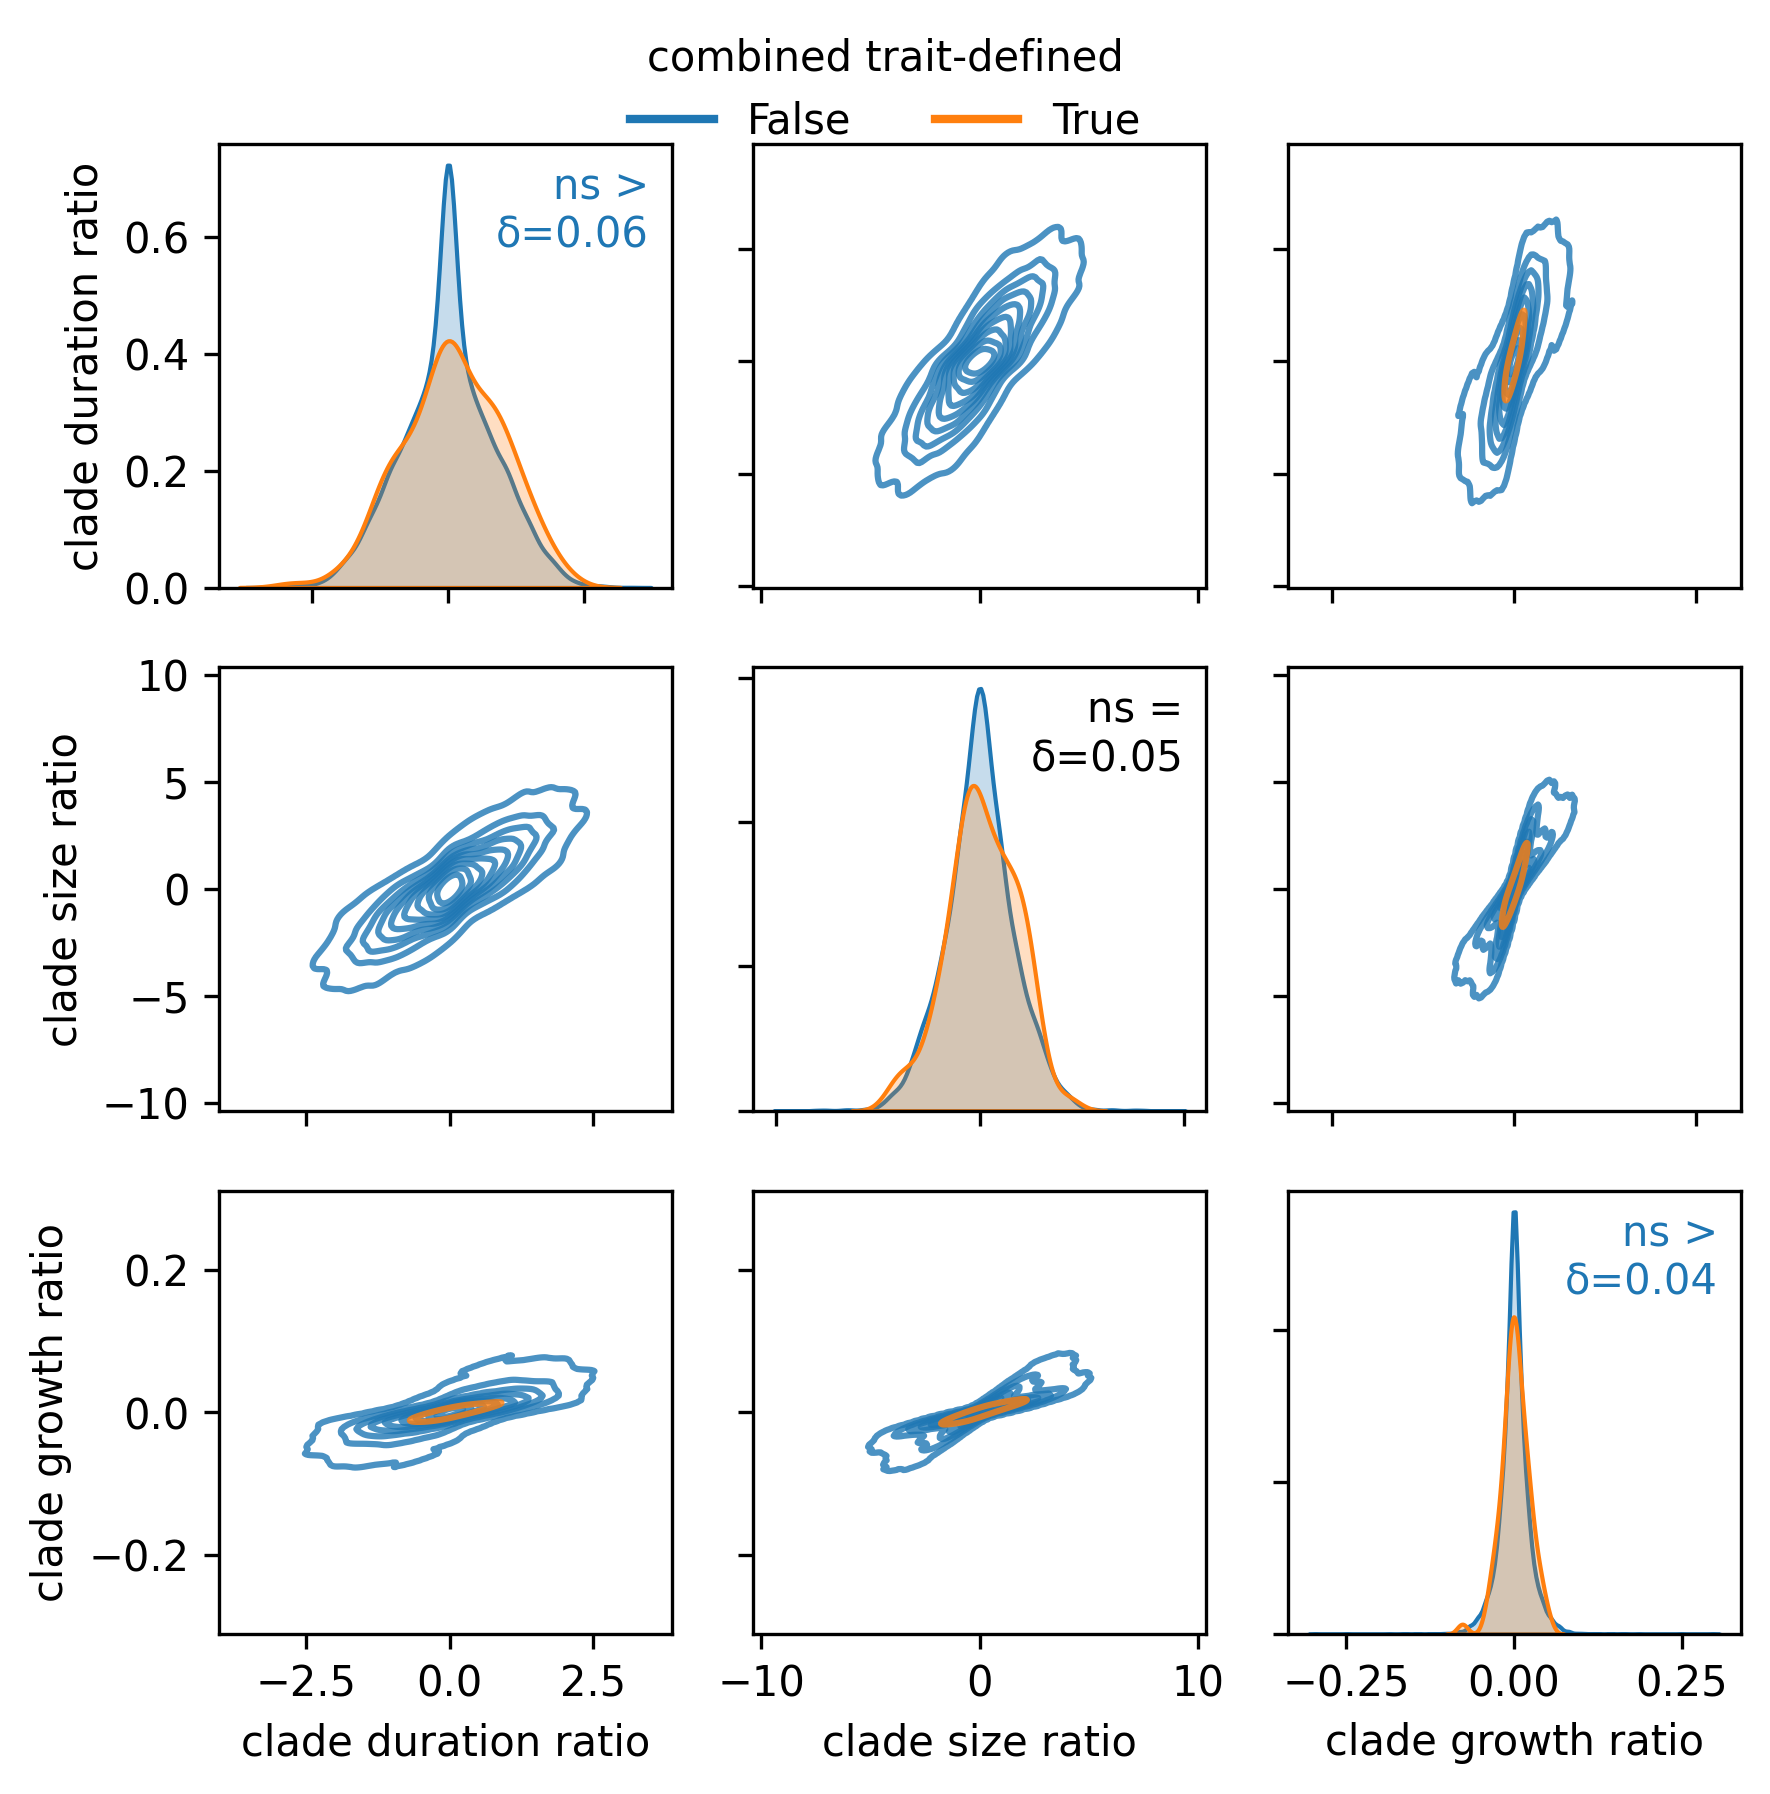 combined trait-defined
False True
clade duration ratio
0.6
0.4
0.2
0.0
ns >
δ=0.06
clade size ratio
10
5
0
−5
−10
ns =
δ=0.05
clade growth ratio
0.2
0.0
−0.2
ns >
δ=0.04
−2.5 0.0 2.5
−10 0 10
−0.25 0.00 0.25
clade duration ratio
clade size ratio
clade growth ratio